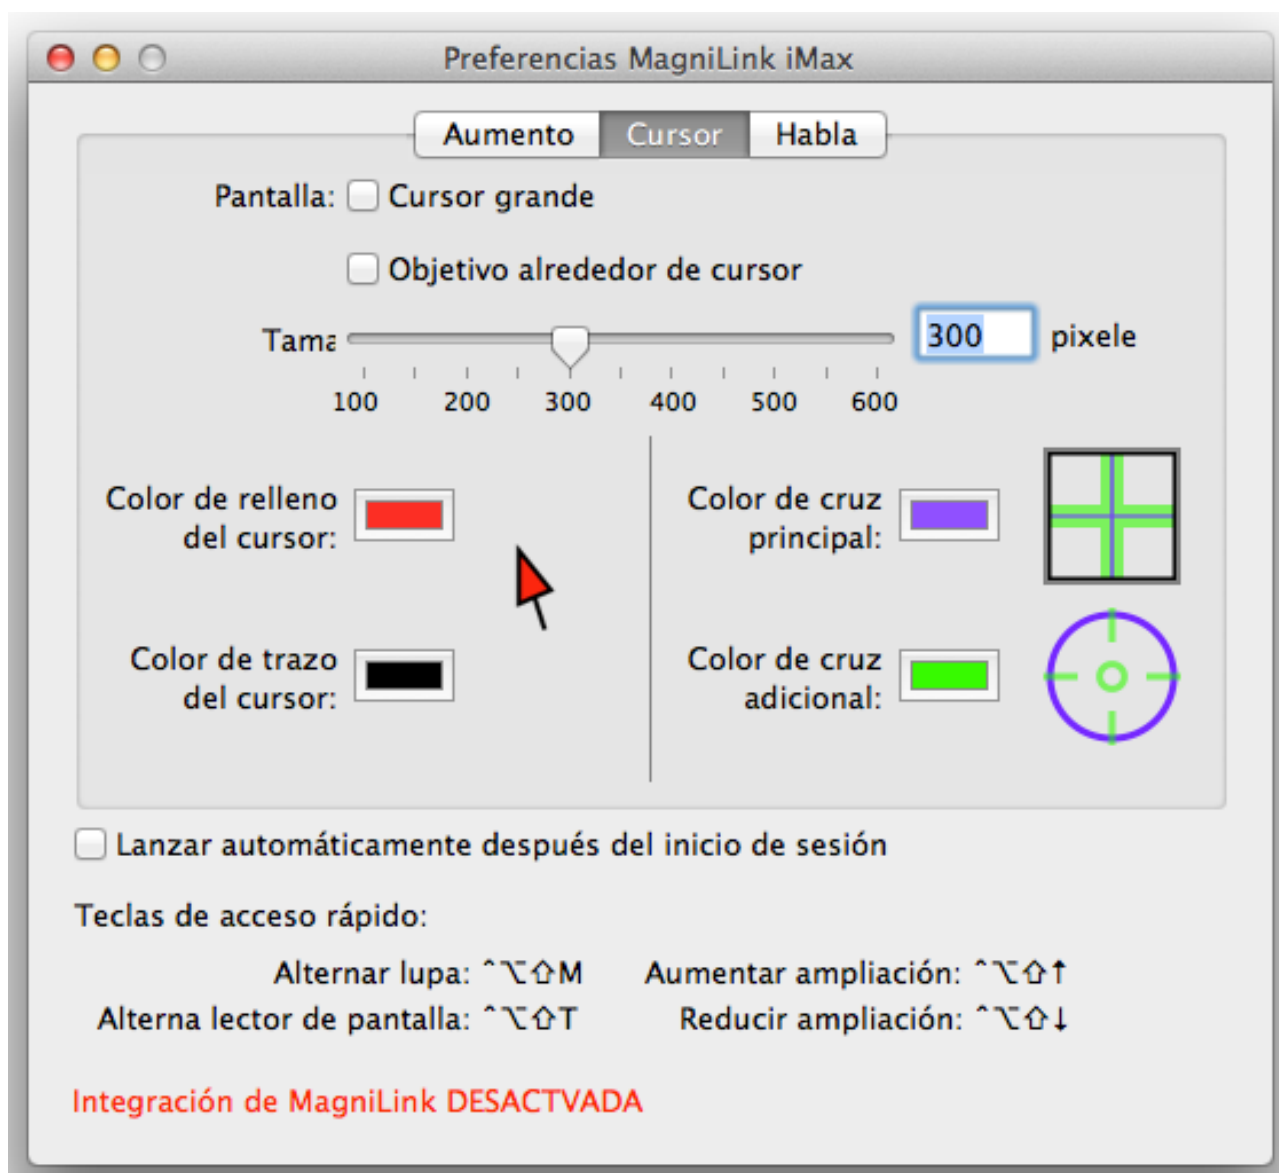 Preferencias MagniLink iMax
Aumento Cursor Habla
Pantalla: Cursor grande
Objetivo alrededor de cursor
Tama 300 pixele
100 200 300 400 500 600
Color de relleno
del cursor:
Color de cruz
principal:
Color de trazo
del cursor:
Color de cruz
adicional:
Lanzar automáticamente después del inicio de sesión
Teclas de acceso rápido:
Alternar lupa: ⌃⌥⇧M Aumentar ampliación: ⌃⌥⇧↑
Alterna lector de pantalla: ⌃⌥⇧T Reducir ampliación: ⌃⌥⇧↓
Integración de MagniLink DESACTVADA